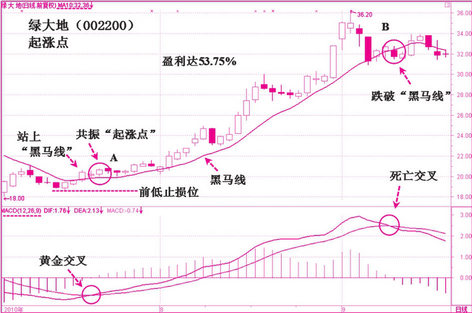 绿大地(日线前复权) MA10:32.36↓
绿大地（002200）
起涨点
盈利达53.75%
36.20
B
跌破“黑马线”
站上
“黑马线”
共振“起涨点”
A
黑马线
前低止损位
18.00
34.00
32.00
30.00
28.00
26.00
24.00
22.00
20.00
18.00
MACD(12,26,9) DIF:1.76↓ DEA:2.13↓ MACD:-0.74↓
死亡交叉
黄金交叉
3.00
2.00
1.00
0.00
2010年
8
9
日线